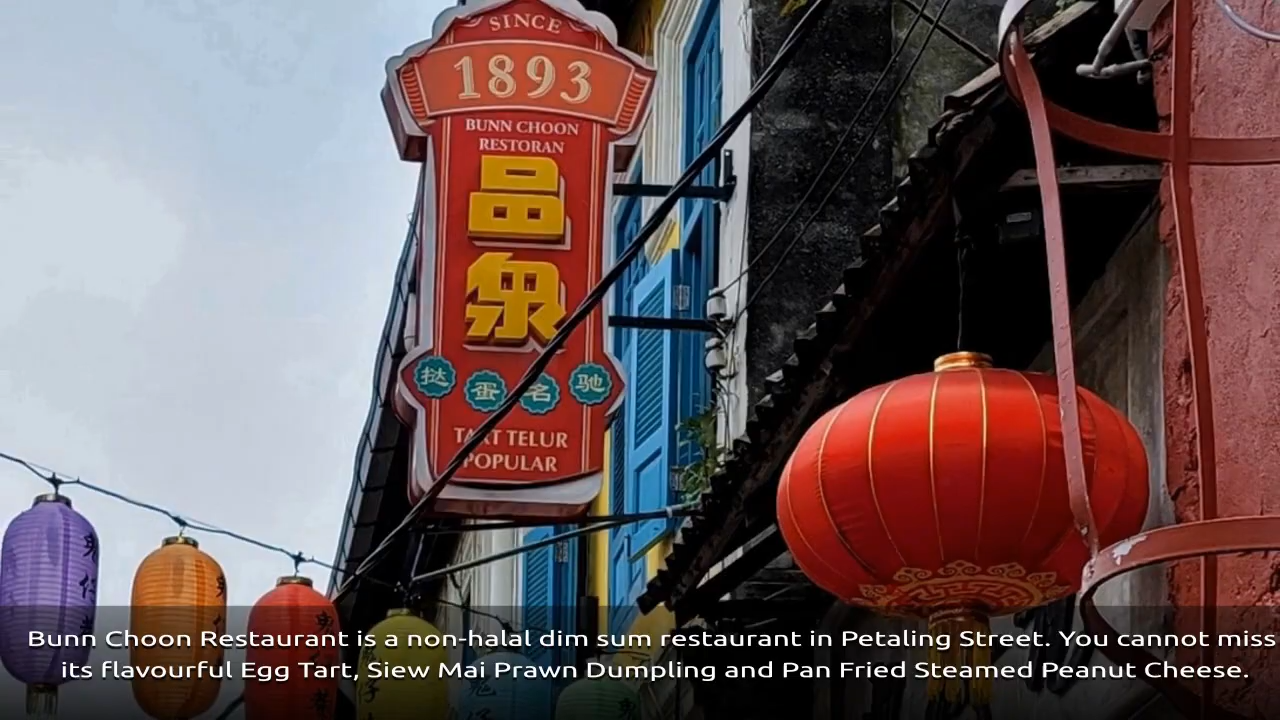 SINCE
1893
BUNN CHOON
RESTORAN
品
泉
挞蛋名驰
TART TELUR
POPULAR
Bunn Choon Restaurant is a non-halal dim sum restaurant in Petaling Street. You cannot miss
its flavourful Egg Tart, Siew Mai Prawn Dumpling and Pan Fried Steamed Peanut Cheese.